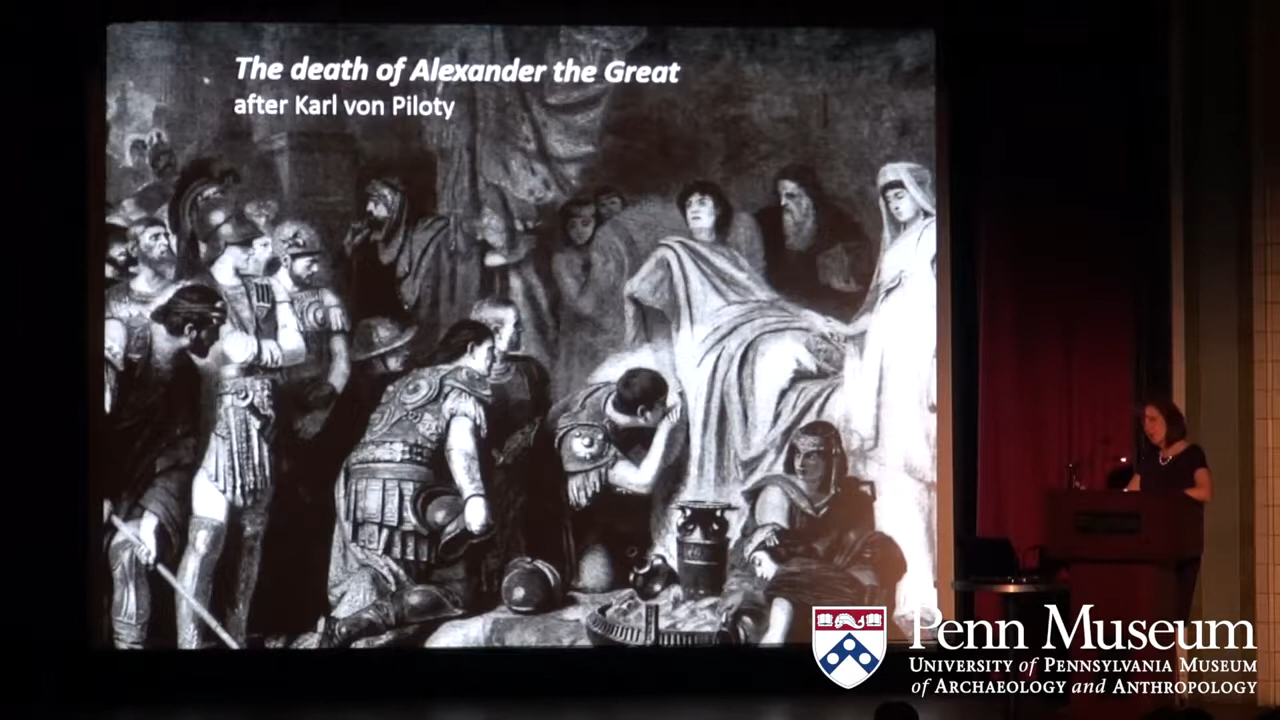 The death of Alexander the Great
after Karl von Piloty
Penn Museum
University of Pennsylvania Museum
of Archaeology and Anthropology